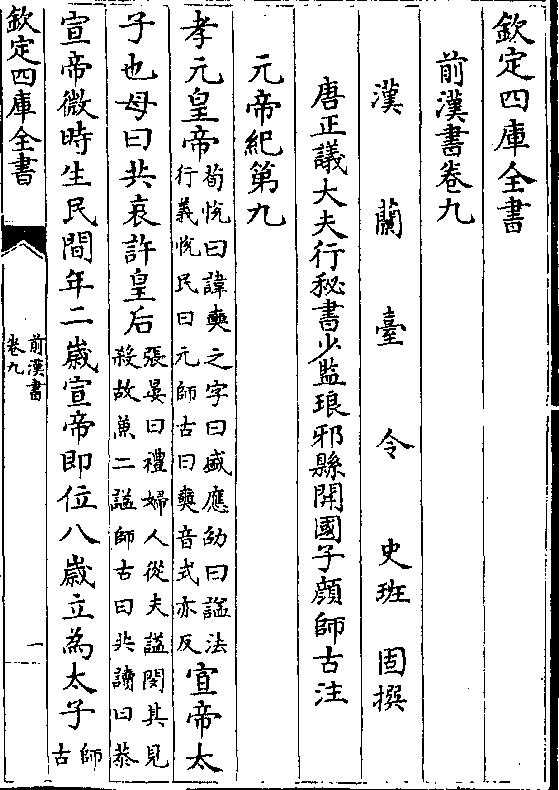 欽定四庫全書
前漢書卷九
漢蘭臺令史班固撰
唐正議大夫行秘書少監琅邪縣開國子顔師古注
元帝紀第九
孝元皇帝荀恱曰諱奭之字曰盛應劭曰諡法
行義恱民曰元師古曰奭音式亦反宣帝太
子也母曰共哀許皇后張晏曰禮婦人從夫諡閔其見
殺故兼二諡師古曰共讀曰恭
宣帝微時生民間年二歲宣帝即位八歲立為太子師
古
欽定四庫全書
前漢書
卷九
一